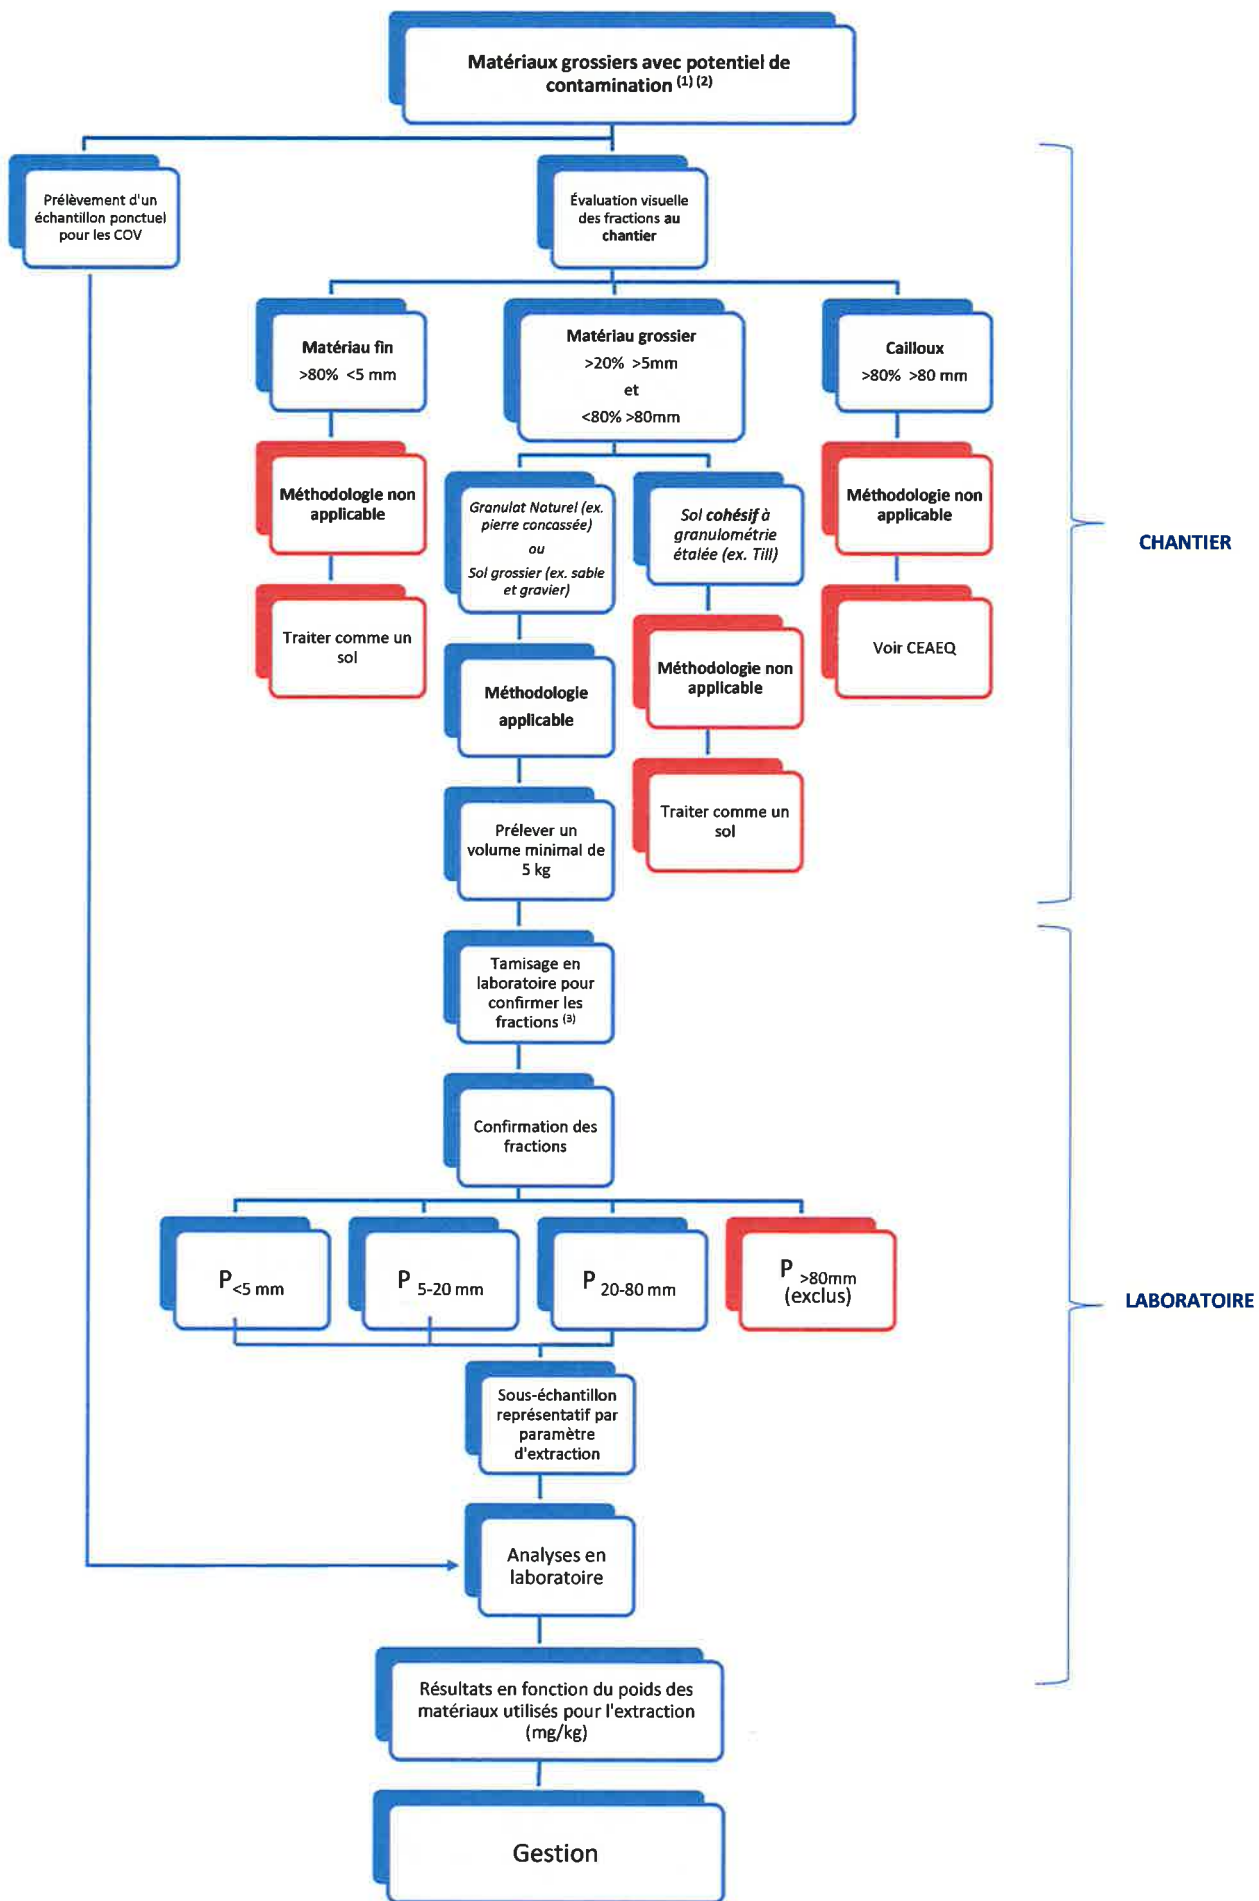 Matériaux grossiers avec potentiel de
contamination (1) (2)
Prélèvement d'un
échantillon ponctuel
pour les COV
Évaluation visuelle
des fractions au
chantier
Matériau fin
>80% <5 mm
Matériau grossier
>20% >5mm
et
<80% >80mm
Cailloux
>80% >80 mm
Méthodologie non
applicable
Granulat Naturel (ex.
pierre concassée)
ou
Sol grossier (ex. sable
et gravier)
Sol cohésif à
granulométrie
étalée (ex. Till)
Méthodologie non
applicable
CHANTIER
Traiter comme un
sol
Méthodologie
applicable
Méthodologie non
applicable
Voir CEAEQ
Prélever un
volume minimal de
5 kg
Traiter comme un
sol
Tamisage en
laboratoire pour
confirmer les
fractions (3)
Confirmation des
fractions
P <5 mm
P 5-20 mm
P 20-80 mm
P >80mm
(exclus)
LABORATOIRE
Sous-échantillon
représentatif par
paramètre
d'extraction
Analyses en
laboratoire
Résultats en fonction du poids des
matériaux utilisés pour l'extraction
(mg/kg)
Gestion